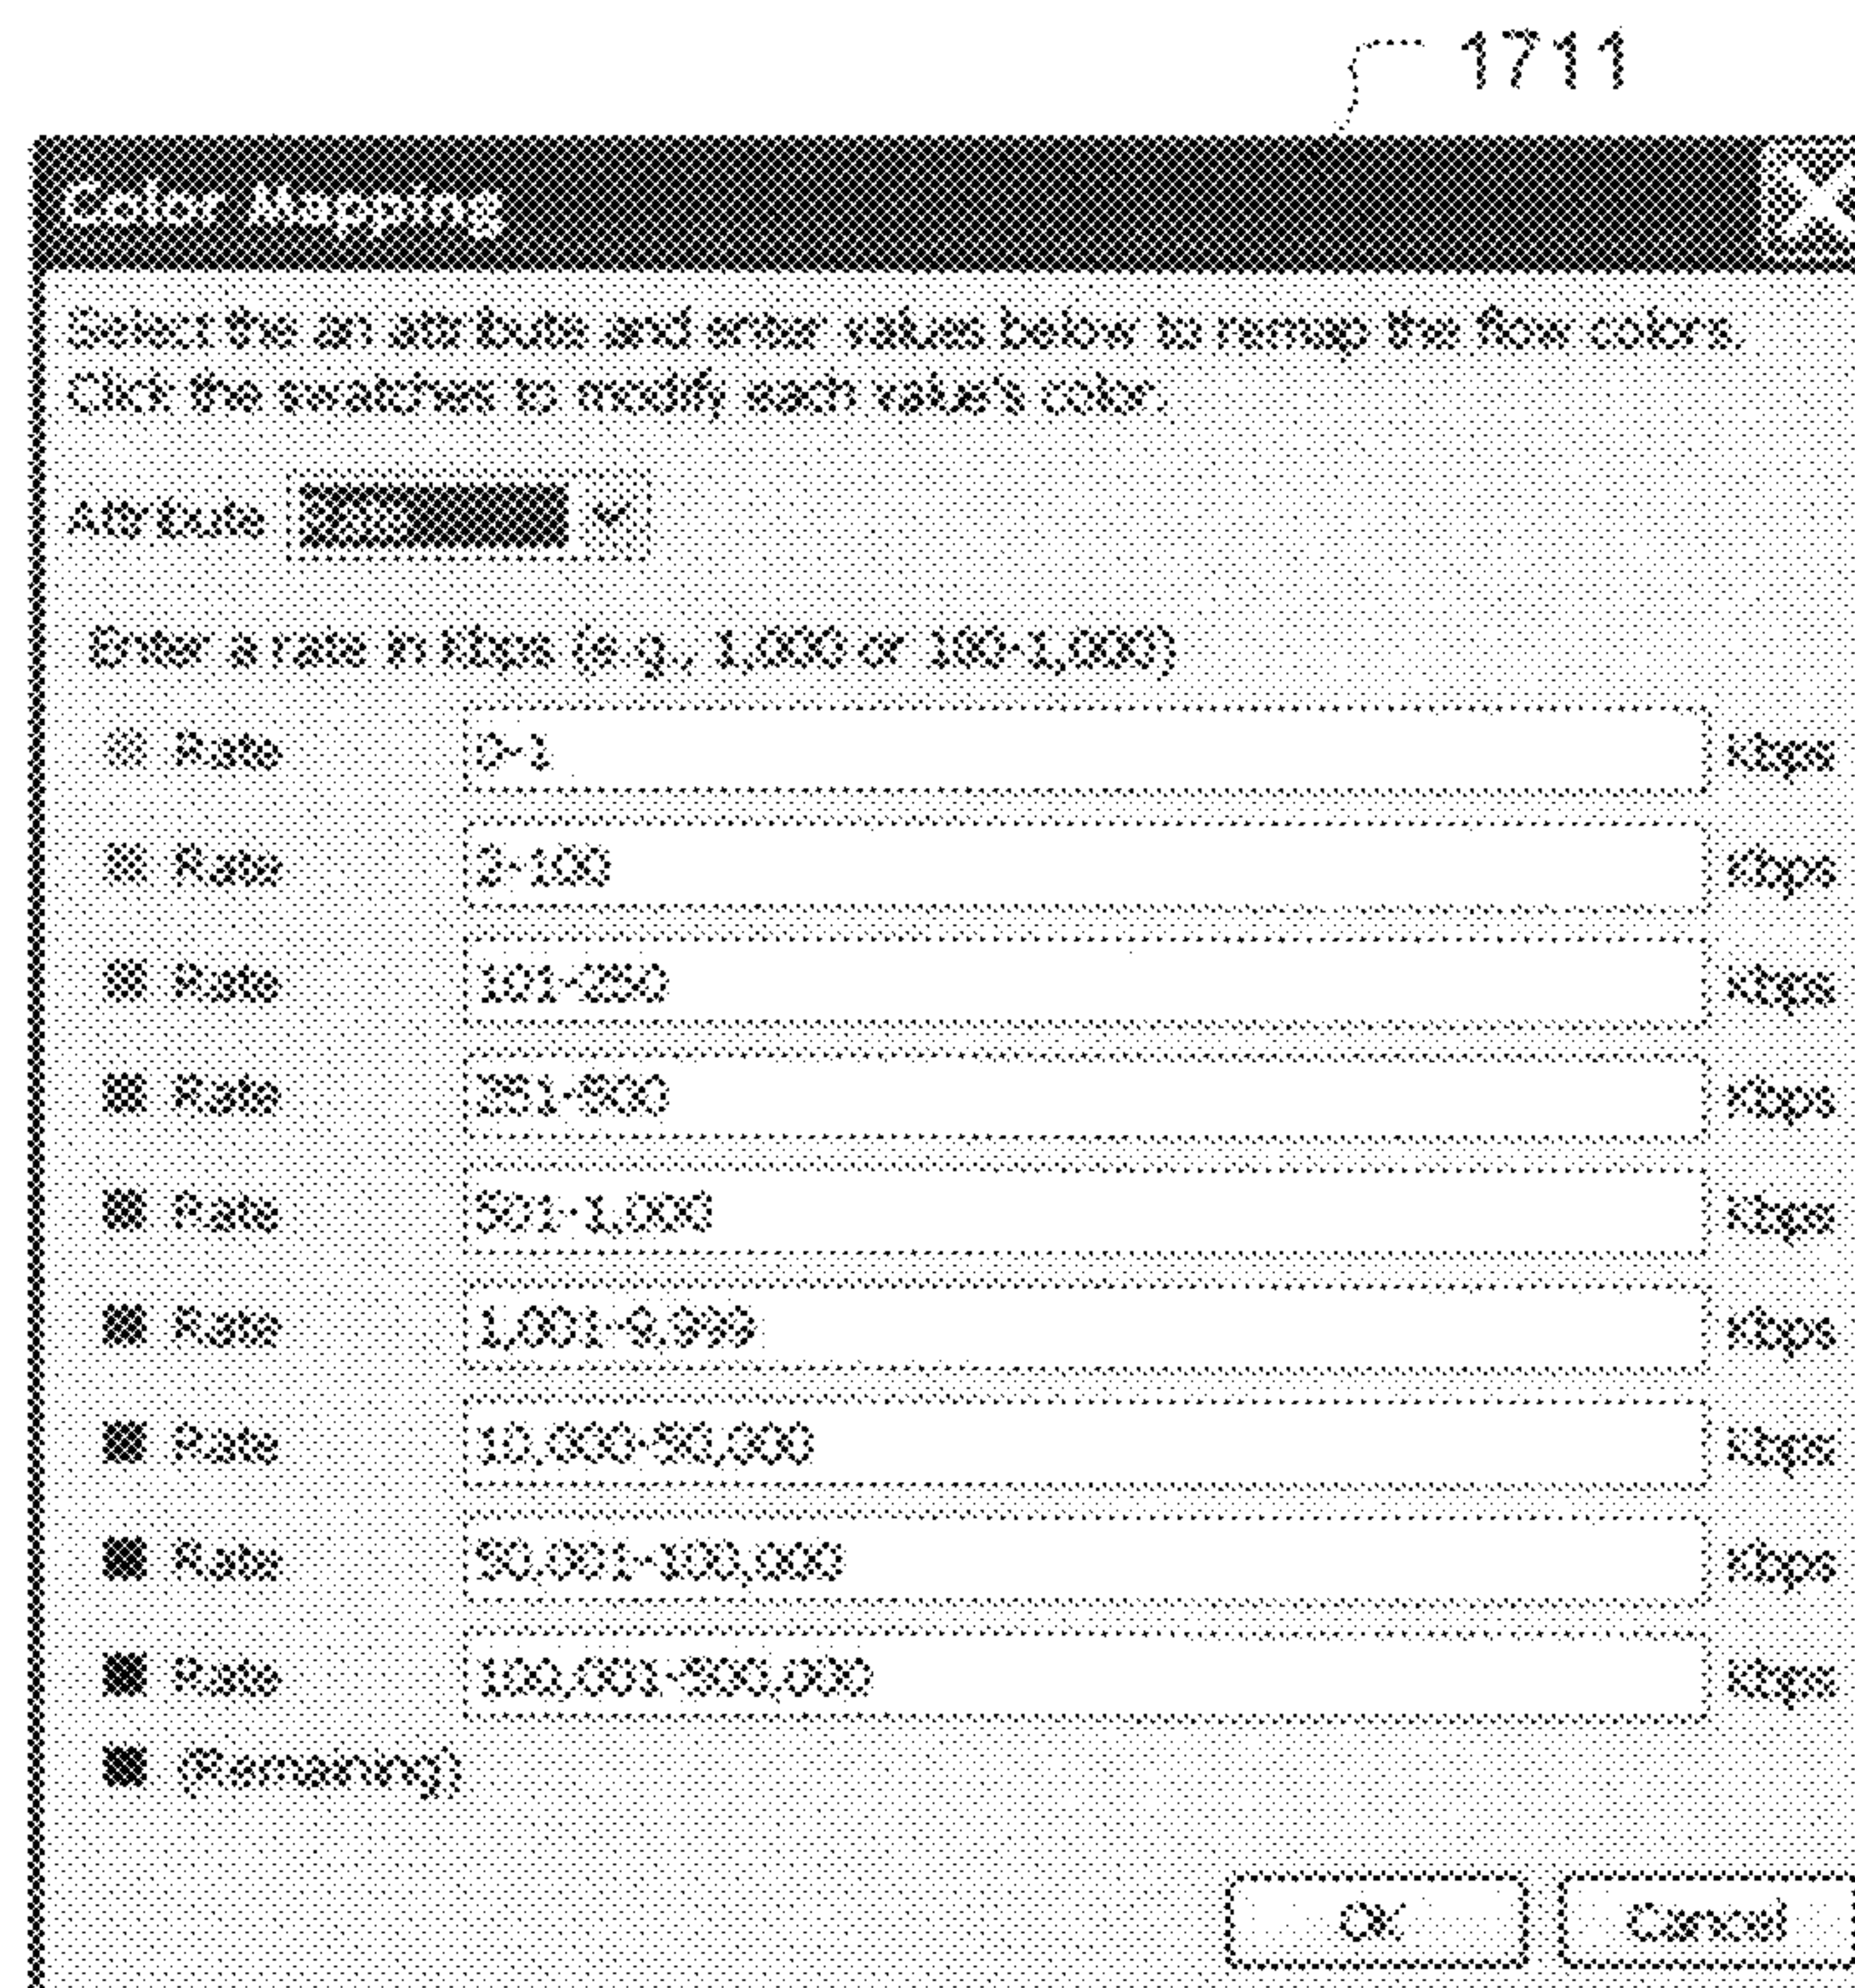 1711
Color Mapping
Select the an attribute and enter values below to remap the flow colors.
Click the swatches to modify each value's color.
Attribute
Enter a rate in Kbps (e.g., 1,000 or 100-1,000)
Rate 0-1 Kbps
Rate 2-100 Kbps
Rate 101-250 Kbps
Rate 251-500 Kbps
Rate 501-1,000 Kbps
Rate 1,001-9,999 Kbps
Rate 10,000-50,000 Kbps
Rate 50,001-100,000 Kbps
Rate 100,001-500,000 Kbps
(Remaining)
OK Cancel